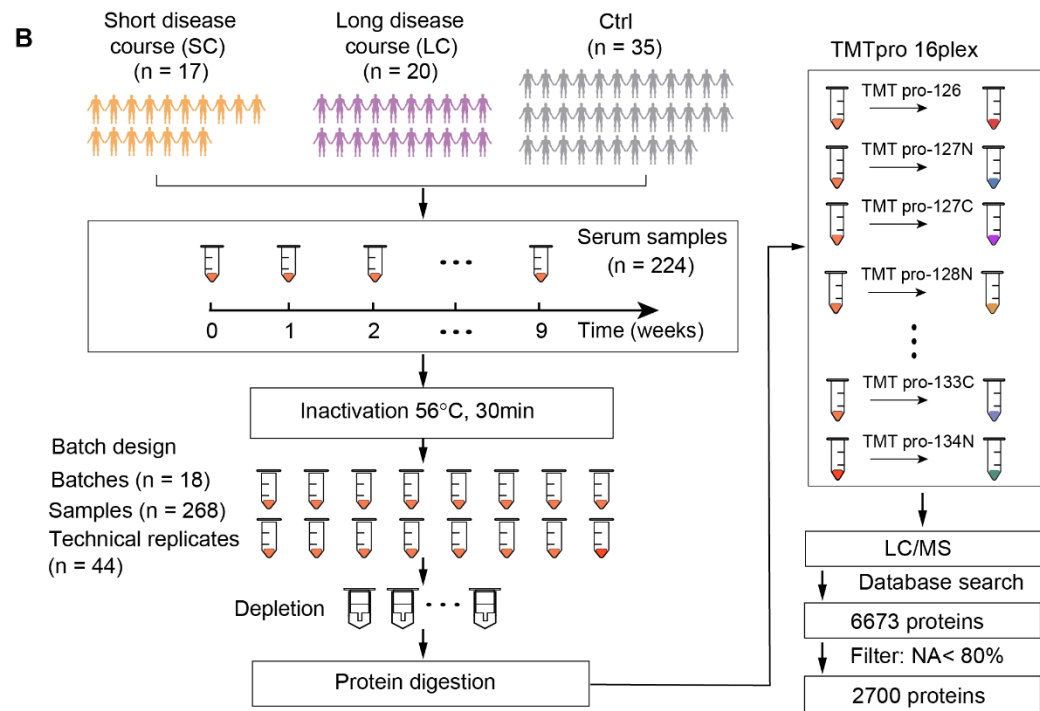 B
Short disease
course (SC)
(n = 17)
Long disease
course (LC)
(n = 20)
Ctrl
(n = 35)
Serum samples
(n = 224)
0 1 2 ••• 9 Time (weeks)
Inactivation 56°C, 30min
Batch design
Batches (n = 18)
Samples (n = 268)
Technical replicates
(n = 44)
Depletion
Protein digestion
TMTpro 16plex
TMT pro-126
TMT pro-127N
TMT pro-127C
TMT pro-128N
TMT pro-133C
TMT pro-134N
LC/MS
Database search
6673 proteins
Filter: NA< 80%
2700 proteins